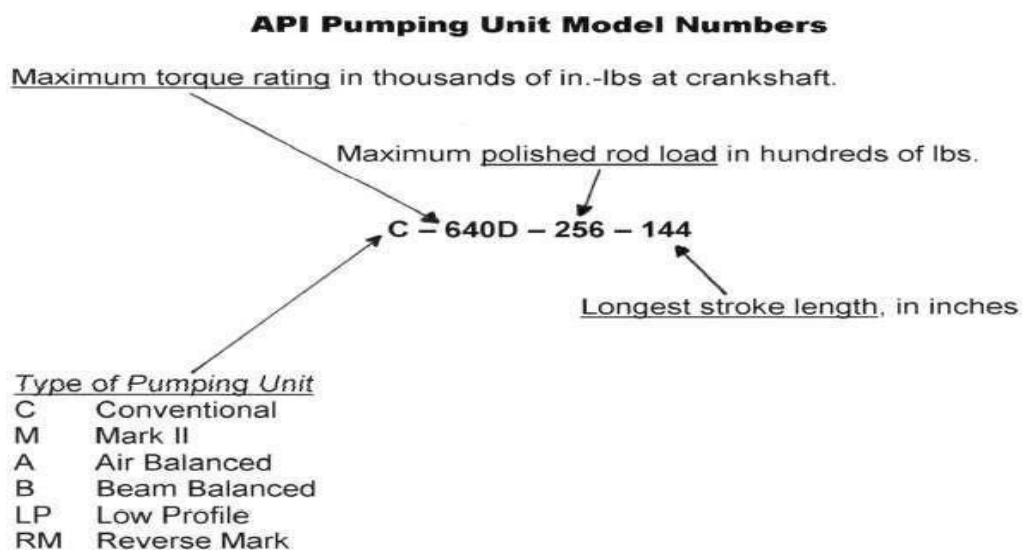 API Pumping Unit Model Numbers
Maximum torque rating in thousands of in.-lbs at crankshaft.
Maximum polished rod load in hundreds of lbs.
C – 640D – 256 – 144
Longest stroke length, in inches
Type of Pumping Unit
C Conventional
M Mark II
A Air Balanced
B Beam Balanced
LP Low Profile
RM Reverse Mark